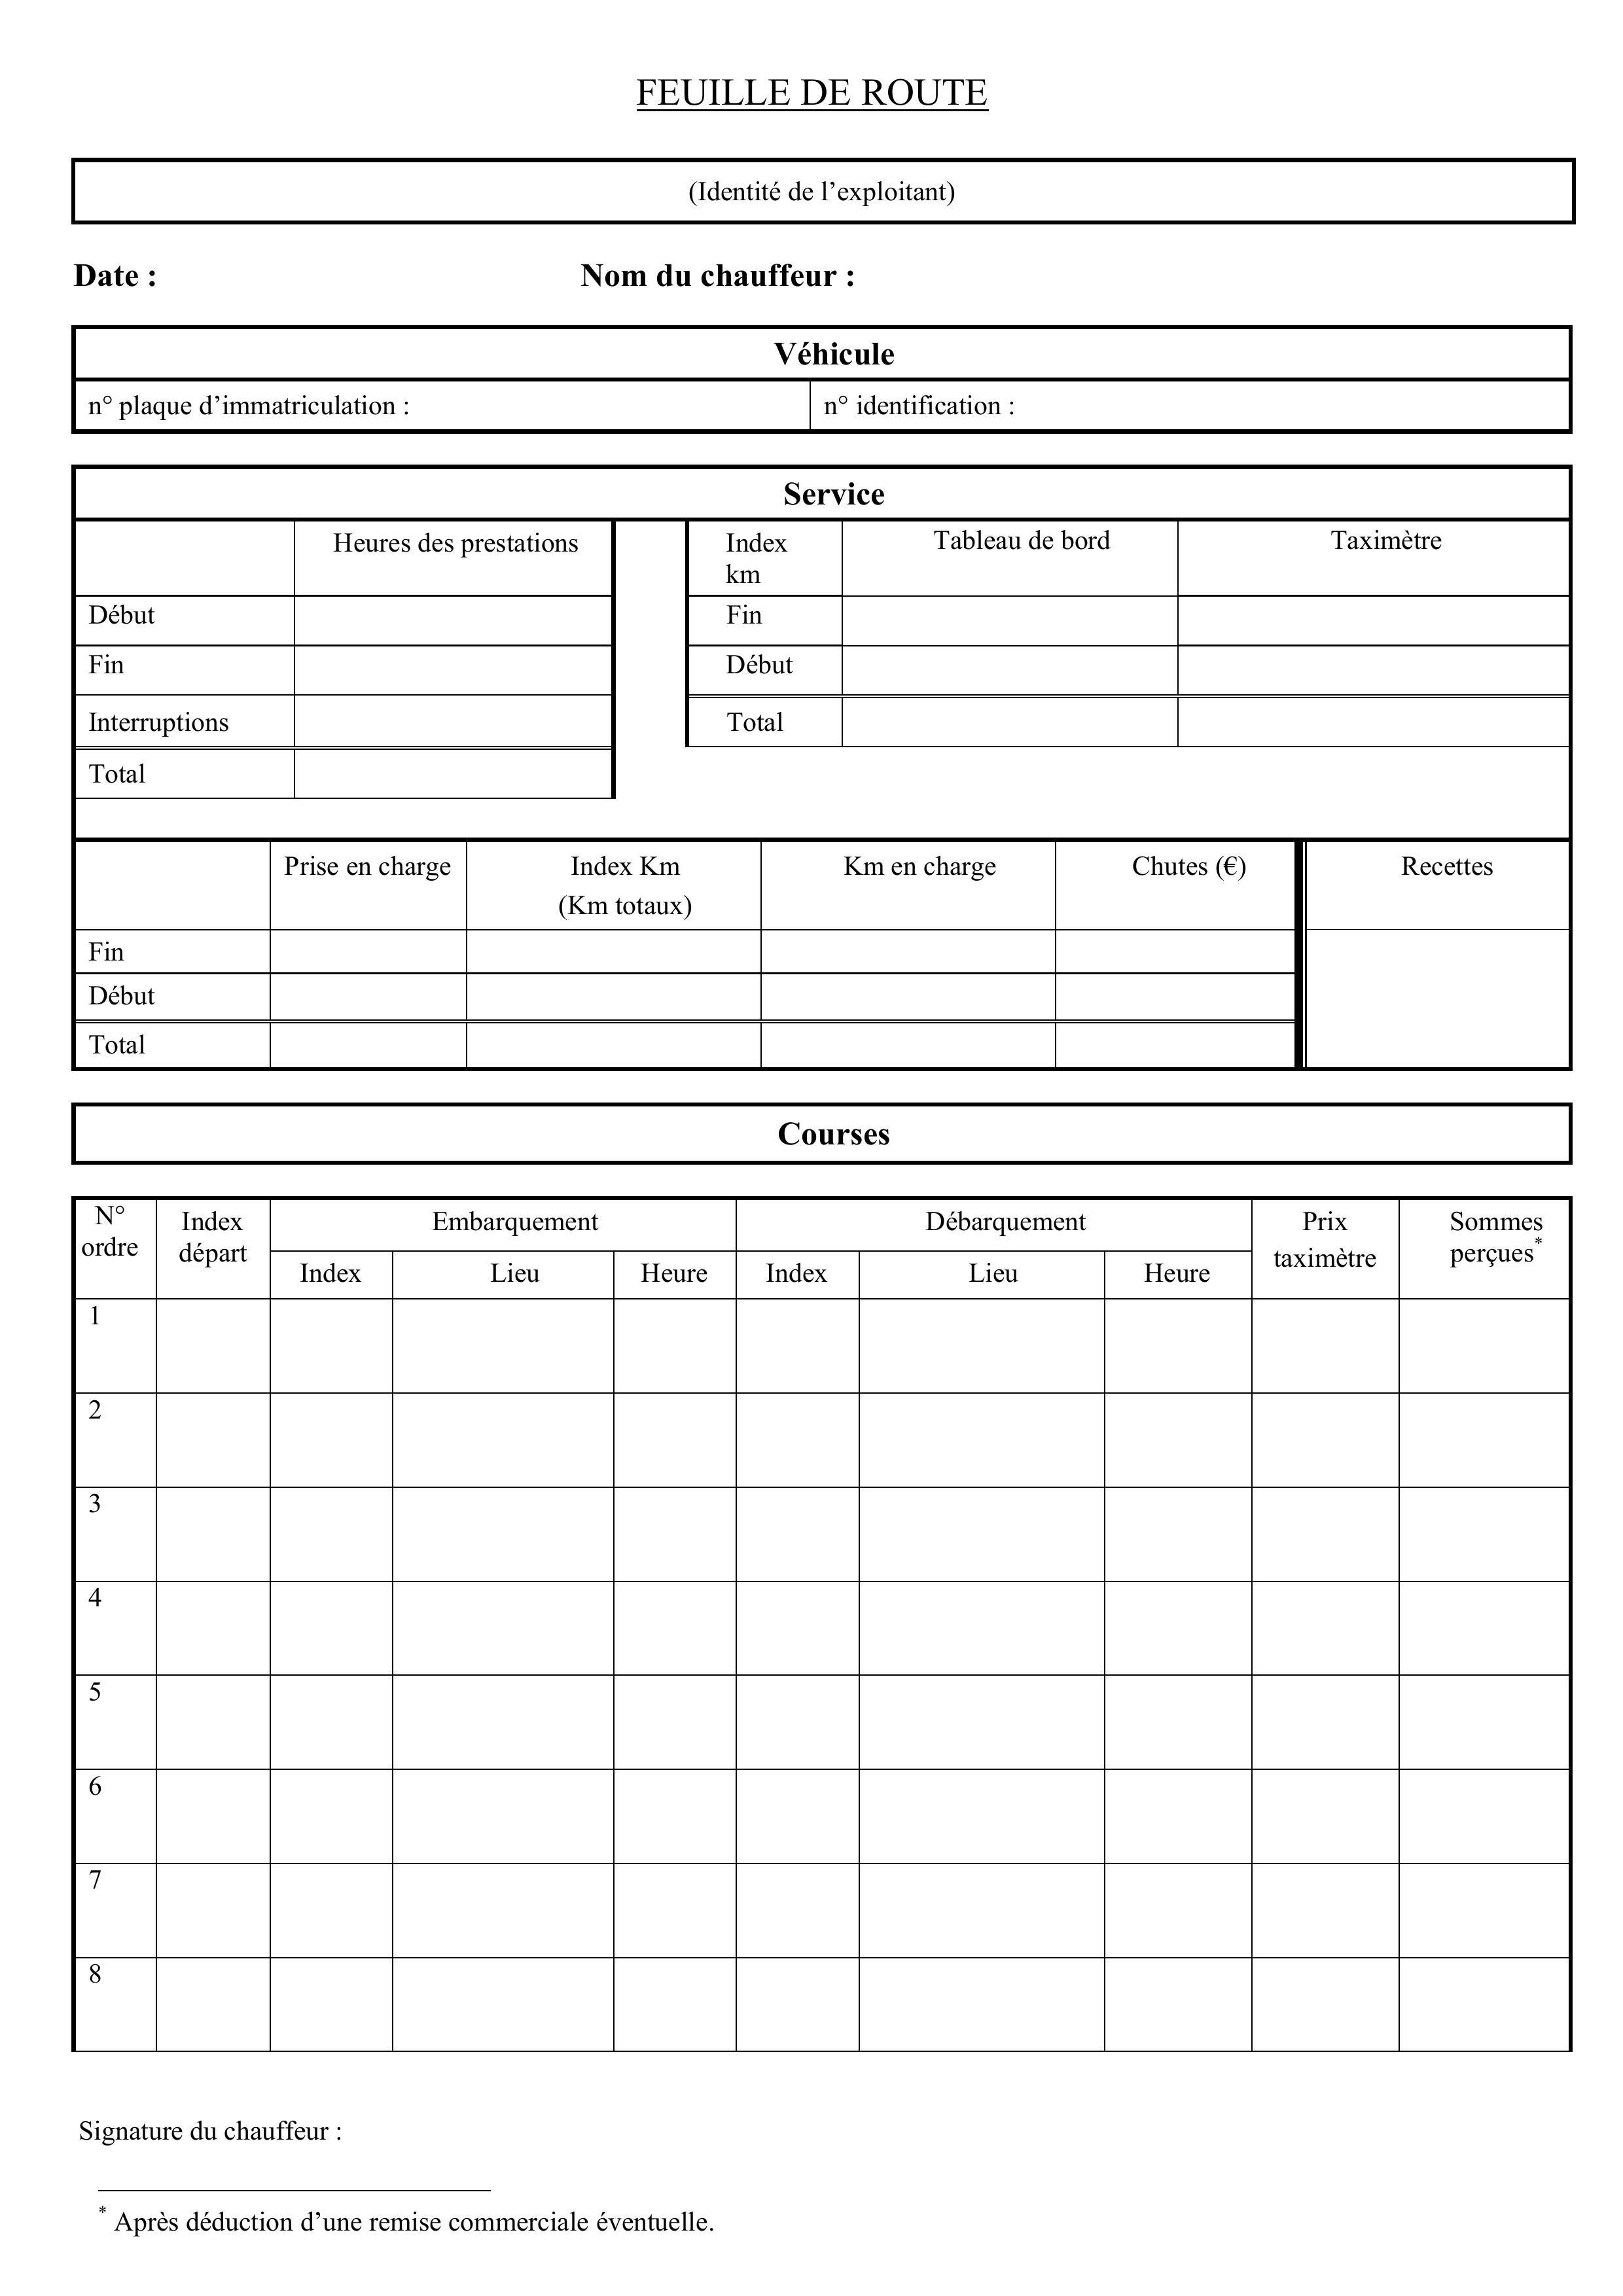 FEUILLE DE ROUTE
(Identité de l’exploitant)
Date : Nom du chauffeur :
Véhicule
n° plaque d’immatriculation : n° identification :
Service
Heures des prestations
Début
Fin
Interruptions
Total
Index km Tableau de bord Taximètre
Fin
Début
Total
Prise en charge Index Km (Km totaux) Km en charge Chutes (€) Recettes
Fin
Début
Total
Courses
N° ordre Index départ Embarquement Débarquement Prix taximètre Sommes perçues*
Index Lieu Heure Index Lieu Heure
1
2
3
4
5
6
7
8
Signature du chauffeur :
* Après déduction d’une remise commerciale éventuelle.